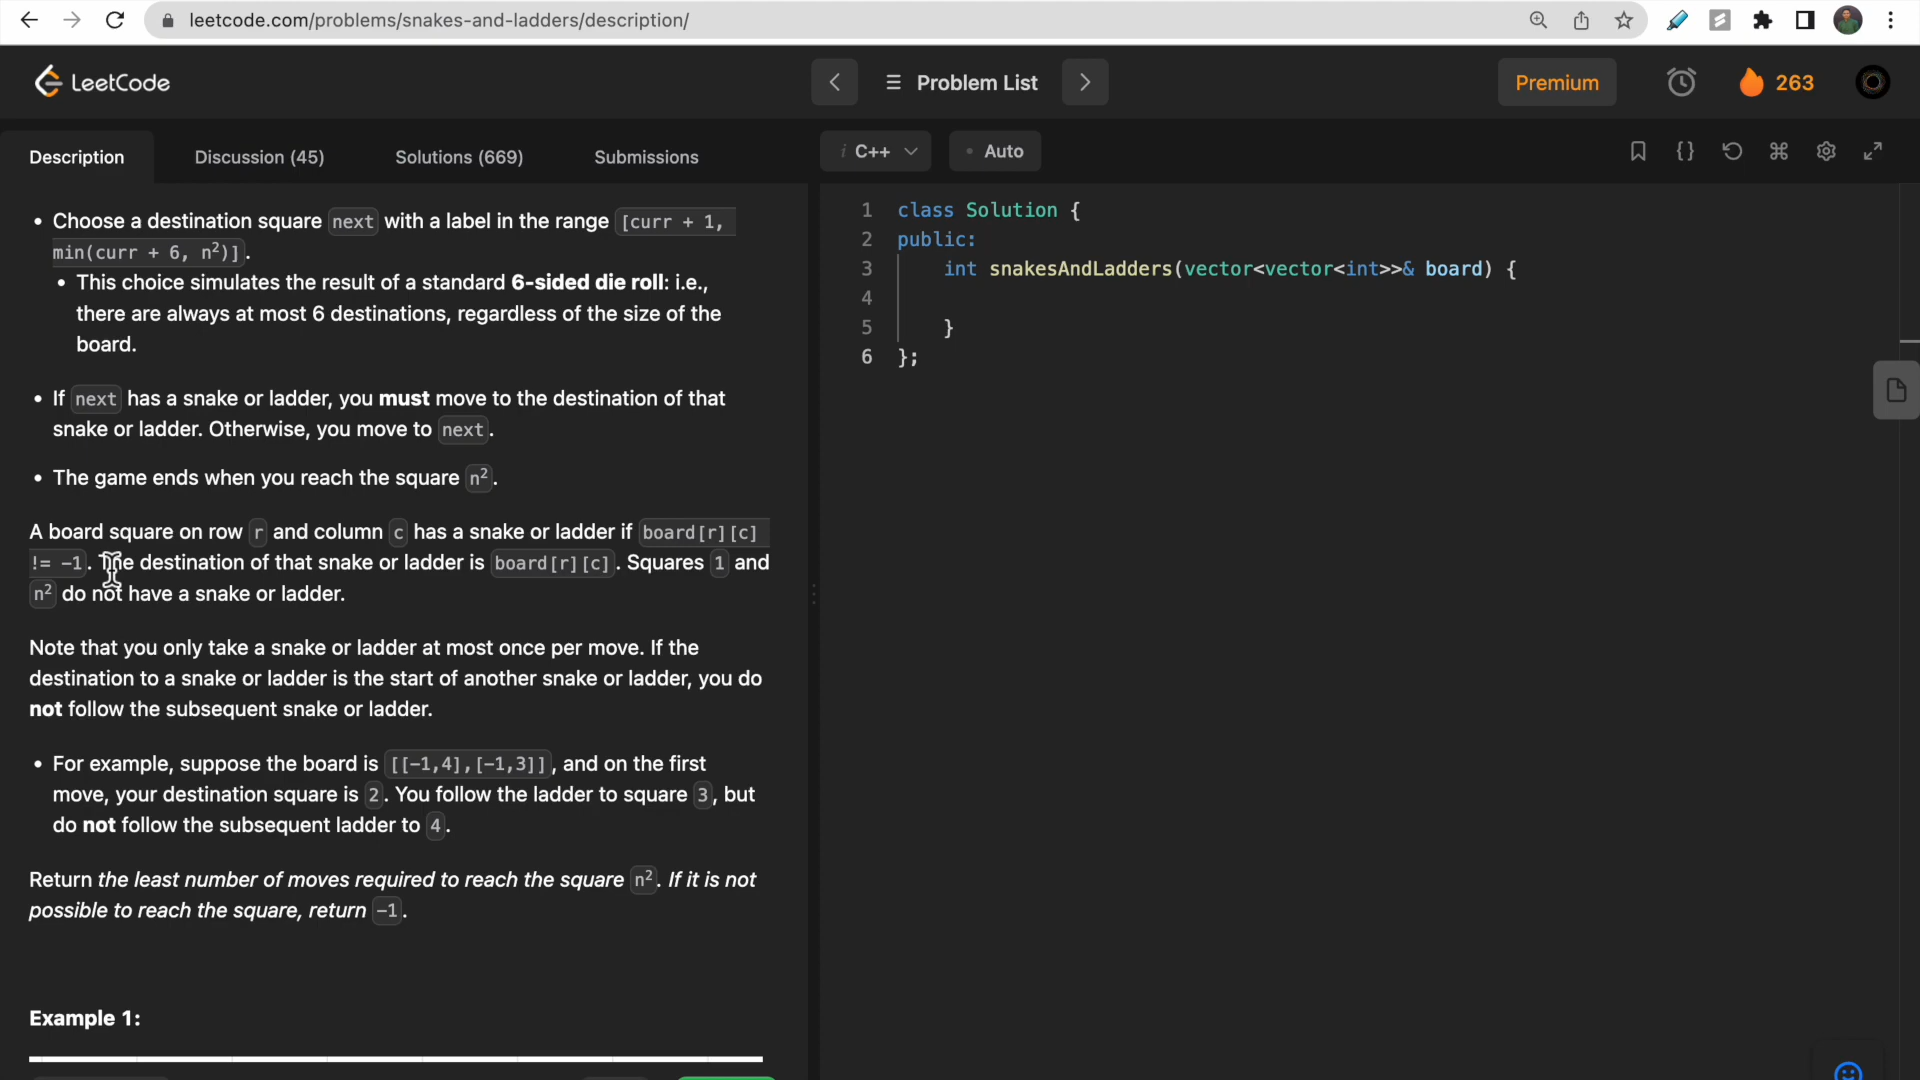 leetcode.com/problems/snakes-and-ladders/description/
LeetCode
Problem List
Premium
263
Description
Discussion (45)
Solutions (669)
Submissions
i C++
• Auto
{}
• Choose a destination square next with a label in the range [curr + 1,
min(curr + 6, n²)].
• This choice simulates the result of a standard 6-sided die roll: i.e.,
there are always at most 6 destinations, regardless of the size of the
board.
• If next has a snake or ladder, you must move to the destination of that
snake or ladder. Otherwise, you move to next.
• The game ends when you reach the square n².
A board square on row r and column c has a snake or ladder if board[r][c]
!= -1. The destination of that snake or ladder is board[r][c]. Squares 1 and
n² do not have a snake or ladder.
Note that you only take a snake or ladder at most once per move. If the
destination to a snake or ladder is the start of another snake or ladder, you do
not follow the subsequent snake or ladder.
• For example, suppose the board is [[-1,4],[-1,3]], and on the first
move, your destination square is 2. You follow the ladder to square 3, but
do not follow the subsequent ladder to 4.
Return the least number of moves required to reach the square n². If it is not
possible to reach the square, return -1.
Example 1:
1 class Solution {
2 public:
3 int snakesAndLadders(vector<vector<int>>& board) {
4
5 }
6 };